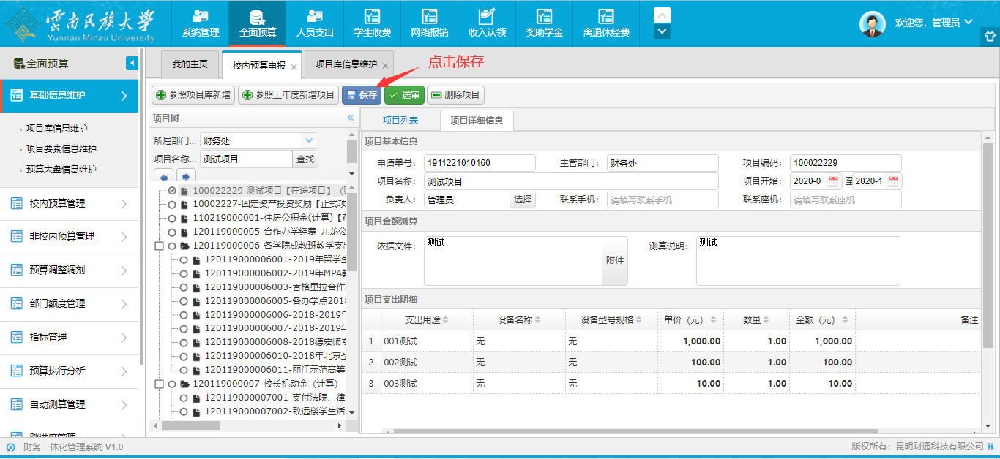 雲南民族大學
Yunnan Minzu University
系统管理
全面预算
人员支出
学生收费
网络报销
收入认领
奖助学金
离退休经费
欢迎您, 管理员
全面预算
基础信息维护
项目库信息维护
项目要素信息维护
预算大盘信息维护
校内预算管理
非校内预算管理
预算调整调剂
部门额度管理
指标管理
预算执行分析
自动测算管理
我的主页
校内预算申报
项目库信息维护
点击保存
参照项目库新增
参照上年度新增项目
保存
送审
删除项目
项目树
所属部门... 财务处
项目名称... 测试项目 查找
100022229-测试项目【在途项目】
10002227-固定资产投资奖励【正式项
110219000001-住房公积金(计算)【在
120119000005-合作办学经费-九龙公
120119000006-各学院成教班教学支出
120119000006001-2019年留学生
120119000006002-2019年MPA教
120119000006003-香格里拉合作
120119000006005-各办学点2018
120119000006006-2018-2019年
120119000006007-2018-2019年
120119000006008-2018德宏师专
120119000006010-2018年北京圣
120119000006011-丽江示范高等
120119000007-校长机动金（计算）
120119000007001-支付法院、律
120119000007002-致远楼学生活
项目列表
项目详细信息
项目基本信息
申请单号: 1911221010160 主管部门: 财务处 项目编码: 100022229
项目名称: 测试项目 项目开始: 2020-0 至 2020-1
负责人: 管理员 选择 联系手机: 请填写联系手机 联系座机: 请填写联系座机
项目金额测算
依据文件: 测试 附件 测算说明: 测试
项目支出明细
支出用途 设备名称 设备型号规格 单价（元） 数量 金额（元） 备注
1 001测试 无 无 1,000.00 1.00 1,000.00
2 002测试 无 无 100.00 1.00 100.00
3 003测试 无 无 10.00 1.00 10.00
财务一体化管理系统 V1.0
版权所有: 昆明财通科技有限公司